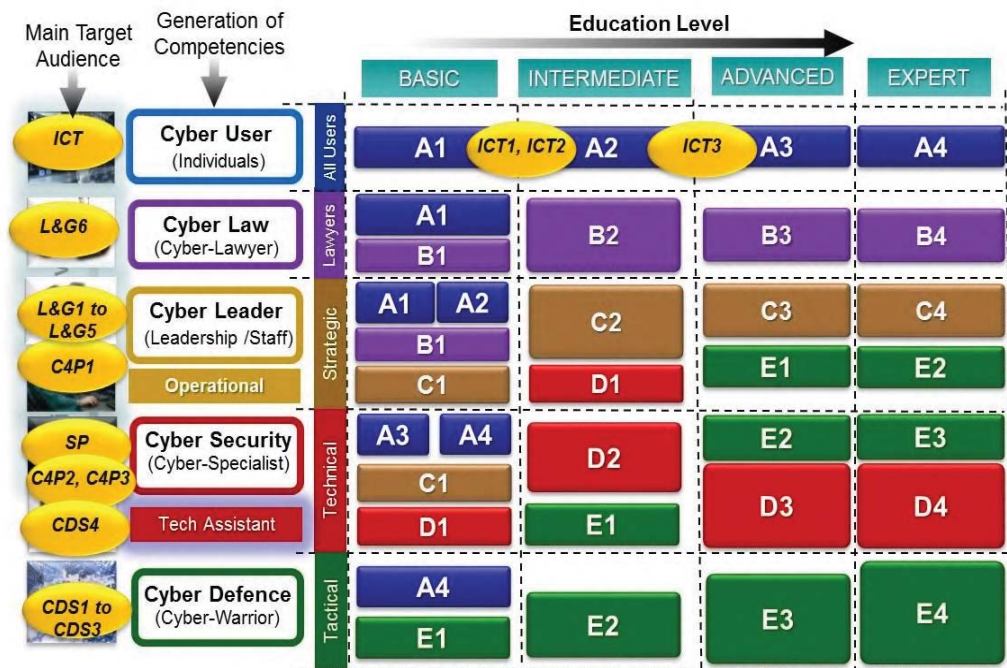 Main Target
Audience
Generation of
Competencies
Education Level
BASIC
INTERMEDIATE
ADVANCED
EXPERT
ICT
Cyber User
(Individuals)
All Users
A1
ICT1, ICT2
A2
ICT3
A3
A4
L&G6
Cyber Law
(Cyber-Lawyer)
Lawyers
A1
B1
B2
B3
B4
L&G1 to
L&G5
C4P1
Cyber Leader
(Leadership /Staff)
Operational
Strategic
A1
A2
B1
C1
C2
D1
C3
E1
C4
E2
SP
C4P2, C4P3
CDS4
Cyber Security
(Cyber-Specialist)
Tech Assistant
Technical
A3
A4
C1
D1
D2
E1
E2
D3
E3
D4
CDS1 to
CDS3
Cyber Defence
(Cyber-Warrior)
Tactical
A4
E1
E2
E3
E4